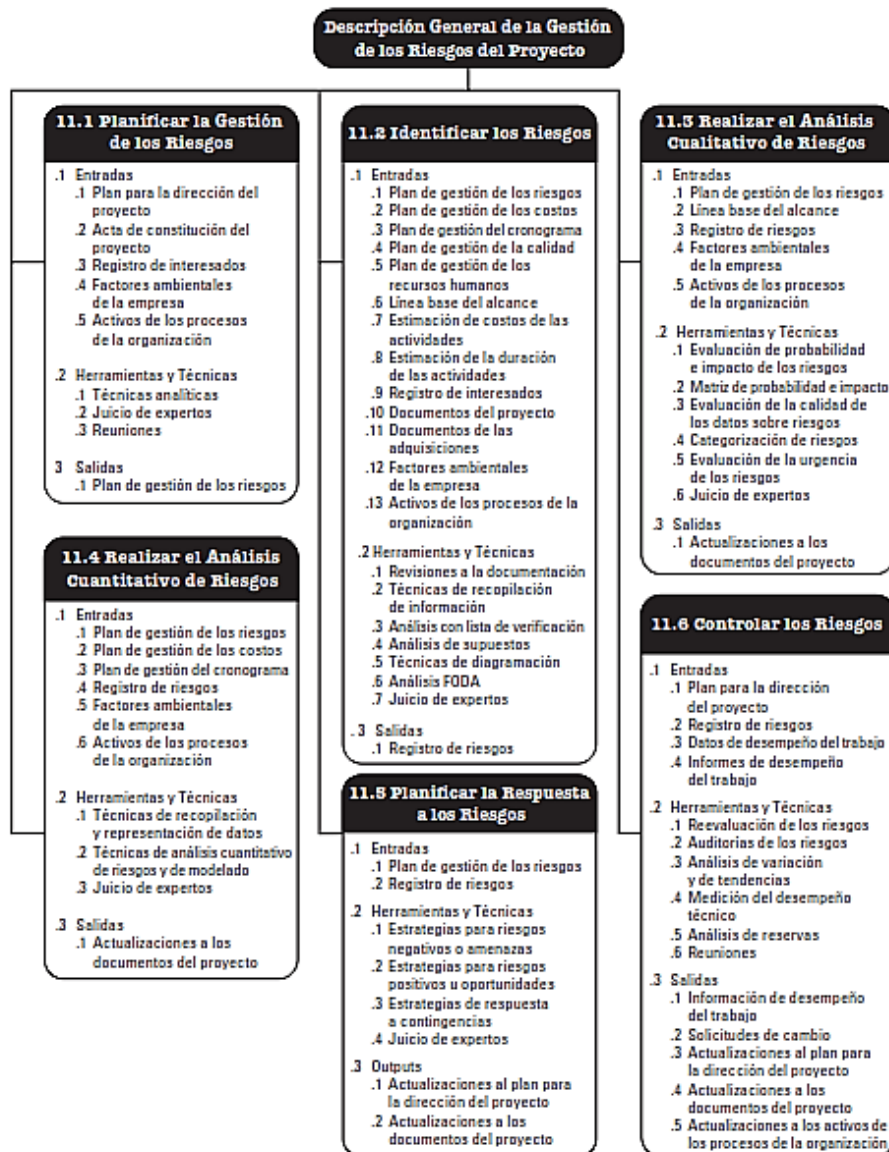 Descripción General de la Gestión
de los Riesgos del Proyecto
11.1 Planificar la Gestión
de los Riesgos
.1 Entradas
.1 Plan para la dirección del
proyecto
.2 Acta de constitución del
proyecto
.3 Registro de interesados
.4 Factores ambientales
de la empresa
.5 Activos de los procesos
de la organización
.2 Herramientas y Técnicas
.1 Técnicas analíticas
.2 Juicio de expertos
.3 Reuniones
3 Salidas
.1 Plan de gestión de los riesgos
11.2 Identificar los Riesgos
.1 Entradas
.1 Plan de gestión de los riesgos
.2 Plan de gestión de los costos
.3 Plan de gestión del cronograma
.4 Plan de gestión de la calidad
.5 Plan de gestión de los
recursos humanos
.6 Línea base del alcance
.7 Estimación de costos de las
actividades
.8 Estimación de la duración
de las actividades
.9 Registro de interesados
.10 Documentos del proyecto
.11 Documentos de las
adquisiciones
.12 Factores ambientales
de la empresa
.13 Activos de los procesos de la
organización
.2 Herramientas y Técnicas
.1 Revisiones a la documentación
.2 Técnicas de recopilación
de información
.3 Análisis con lista de verificación
.4 Análisis de supuestos
.5 Técnicas de diagramación
.6 Análisis FODA
.7 Juicio de expertos
.3 Salidas
.1 Registro de riesgos
11.3 Realizar el Análisis
Cualitativo de Riesgos
.1 Entradas
.1 Plan de gestión de los riesgos
.2 Línea base del alcance
.3 Registro de riesgos
.4 Factores ambientales
de la empresa
.5 Activos de los procesos
de la organización
.2 Herramientas y Técnicas
.1 Evaluación de probabilidad
e impacto de los riesgos
.2 Matriz de probabilidad e impacto
.3 Evaluación de la calidad de
los datos sobre riesgos
.4 Categorización de riesgos
.5 Evaluación de la urgencia
de los riesgos
.6 Juicio de expertos
.3 Salidas
.1 Actualizaciones a los
documentos del proyecto
11.4 Realizar el Análisis
Cuantitativo de Riesgos
.1 Entradas
.1 Plan de gestión de los riesgos
.2 Plan de gestión de los costos
.3 Plan de gestión del cronograma
.4 Registro de riesgos
.5 Factores ambientales
de la empresa
.6 Activos de los procesos
de la organización
.2 Herramientas y Técnicas
.1 Técnicas de recopilación
y representación de datos
.2 Técnicas de análisis cuantitativo
de riesgos y de modelado
.3 Juicio de expertos
.3 Salidas
.1 Actualizaciones a los
documentos del proyecto
11.5 Planificar la Respuesta
a los Riesgos
.1 Entradas
.1 Plan de gestión de los riesgos
.2 Registro de riesgos
.2 Herramientas y Técnicas
.1 Estrategias para riesgos
negativos o amenazas
.2 Estrategias para riesgos
positivos u oportunidades
.3 Estrategias de respuesta
a contingencias
.4 Juicio de expertos
.3 Outputs
.1 Actualizaciones al plan para
la dirección del proyecto
.2 Actualizaciones a los
documentos del proyecto
11.6 Controlar los Riesgos
.1 Entradas
.1 Plan para la dirección
del proyecto
.2 Registro de riesgos
.3 Datos de desempeño del trabajo
.4 Informes de desempeño
del trabajo
.2 Herramientas y Técnicas
.1 Reevaluación de los riesgos
.2 Auditorias de los riesgos
.3 Análisis de variación
y de tendencias
.4 Medición del desempeño
técnico
.5 Análisis de reservas
.6 Reuniones
.3 Salidas
.1 Información de desempeño
del trabajo
.2 Solicitudes de cambio
.3 Actualizaciones al plan para
la dirección del proyecto
.4 Actualizaciones a los
documentos del proyecto
.5 Actualizaciones a los activos de
los procesos de la organización